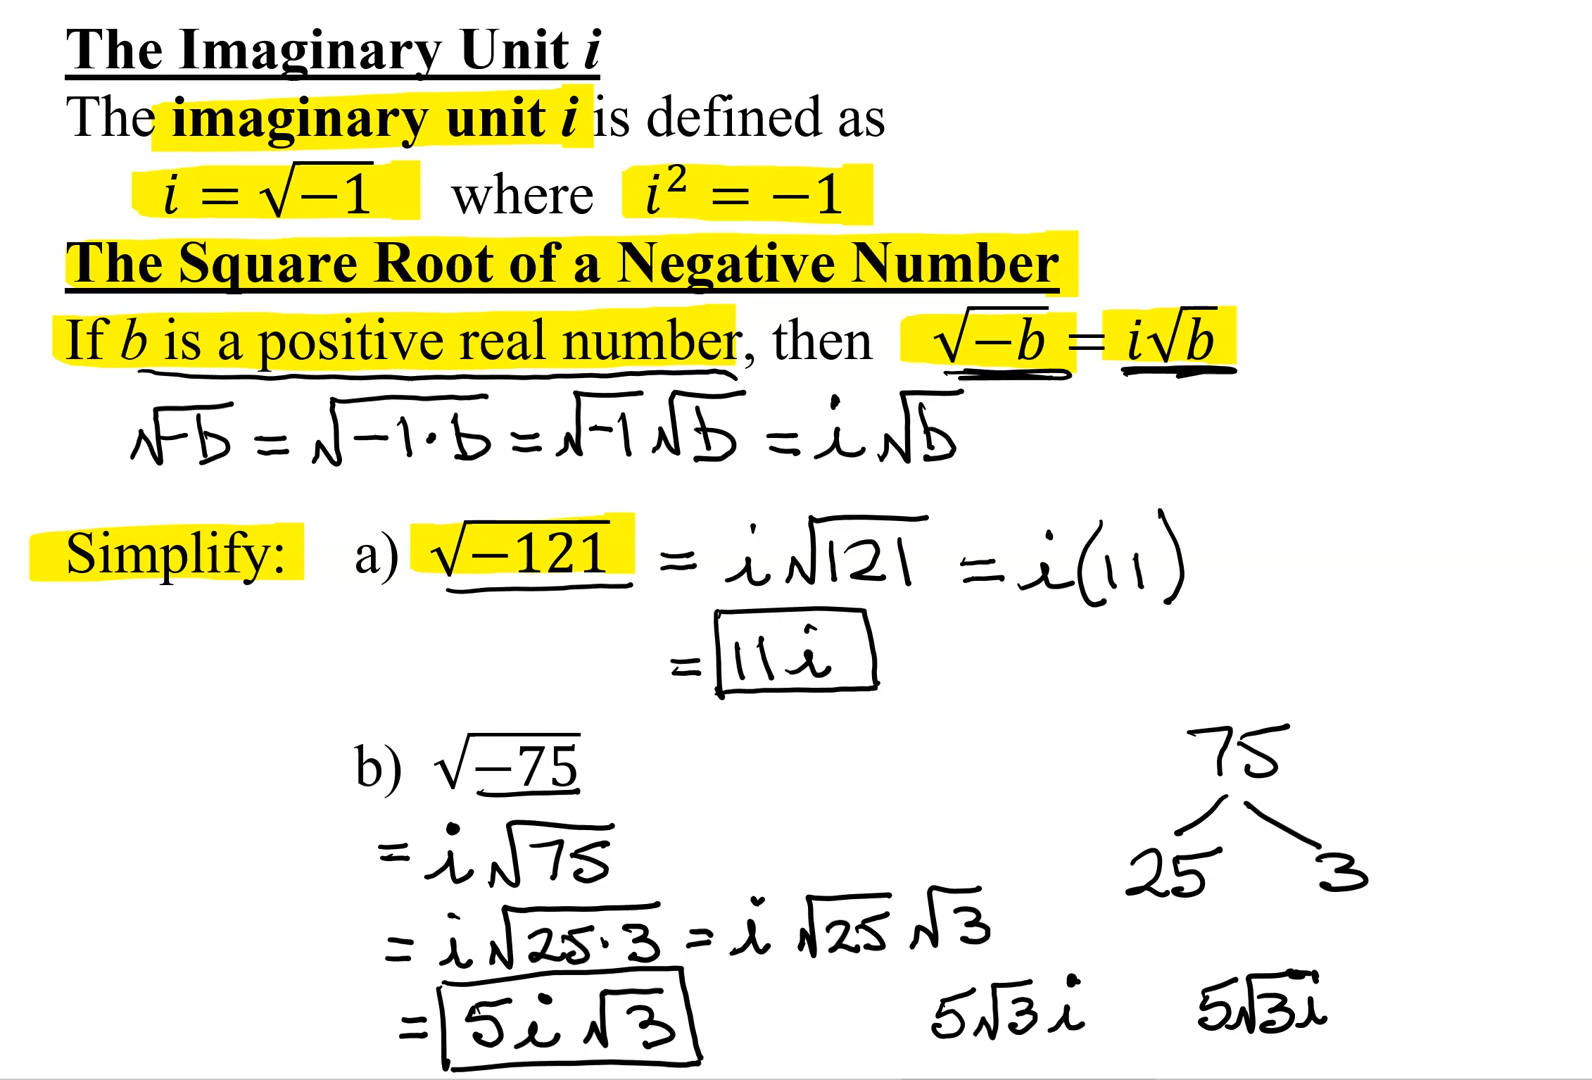 The Imaginary Unit i
The imaginary unit i is defined as
i = √−1 where i² = −1
The Square Root of a Negative Number
If b is a positive real number, then √−b = i√b
√−b = √−1·b = √−1 √b = i√b
Simplify: a) √−121 = i√121 = i(11)
= 11i
b) √−75
75
= i√75
25 3
= i√25·3 = i √25 √3
= 5i√3 5√3 i 5√3i